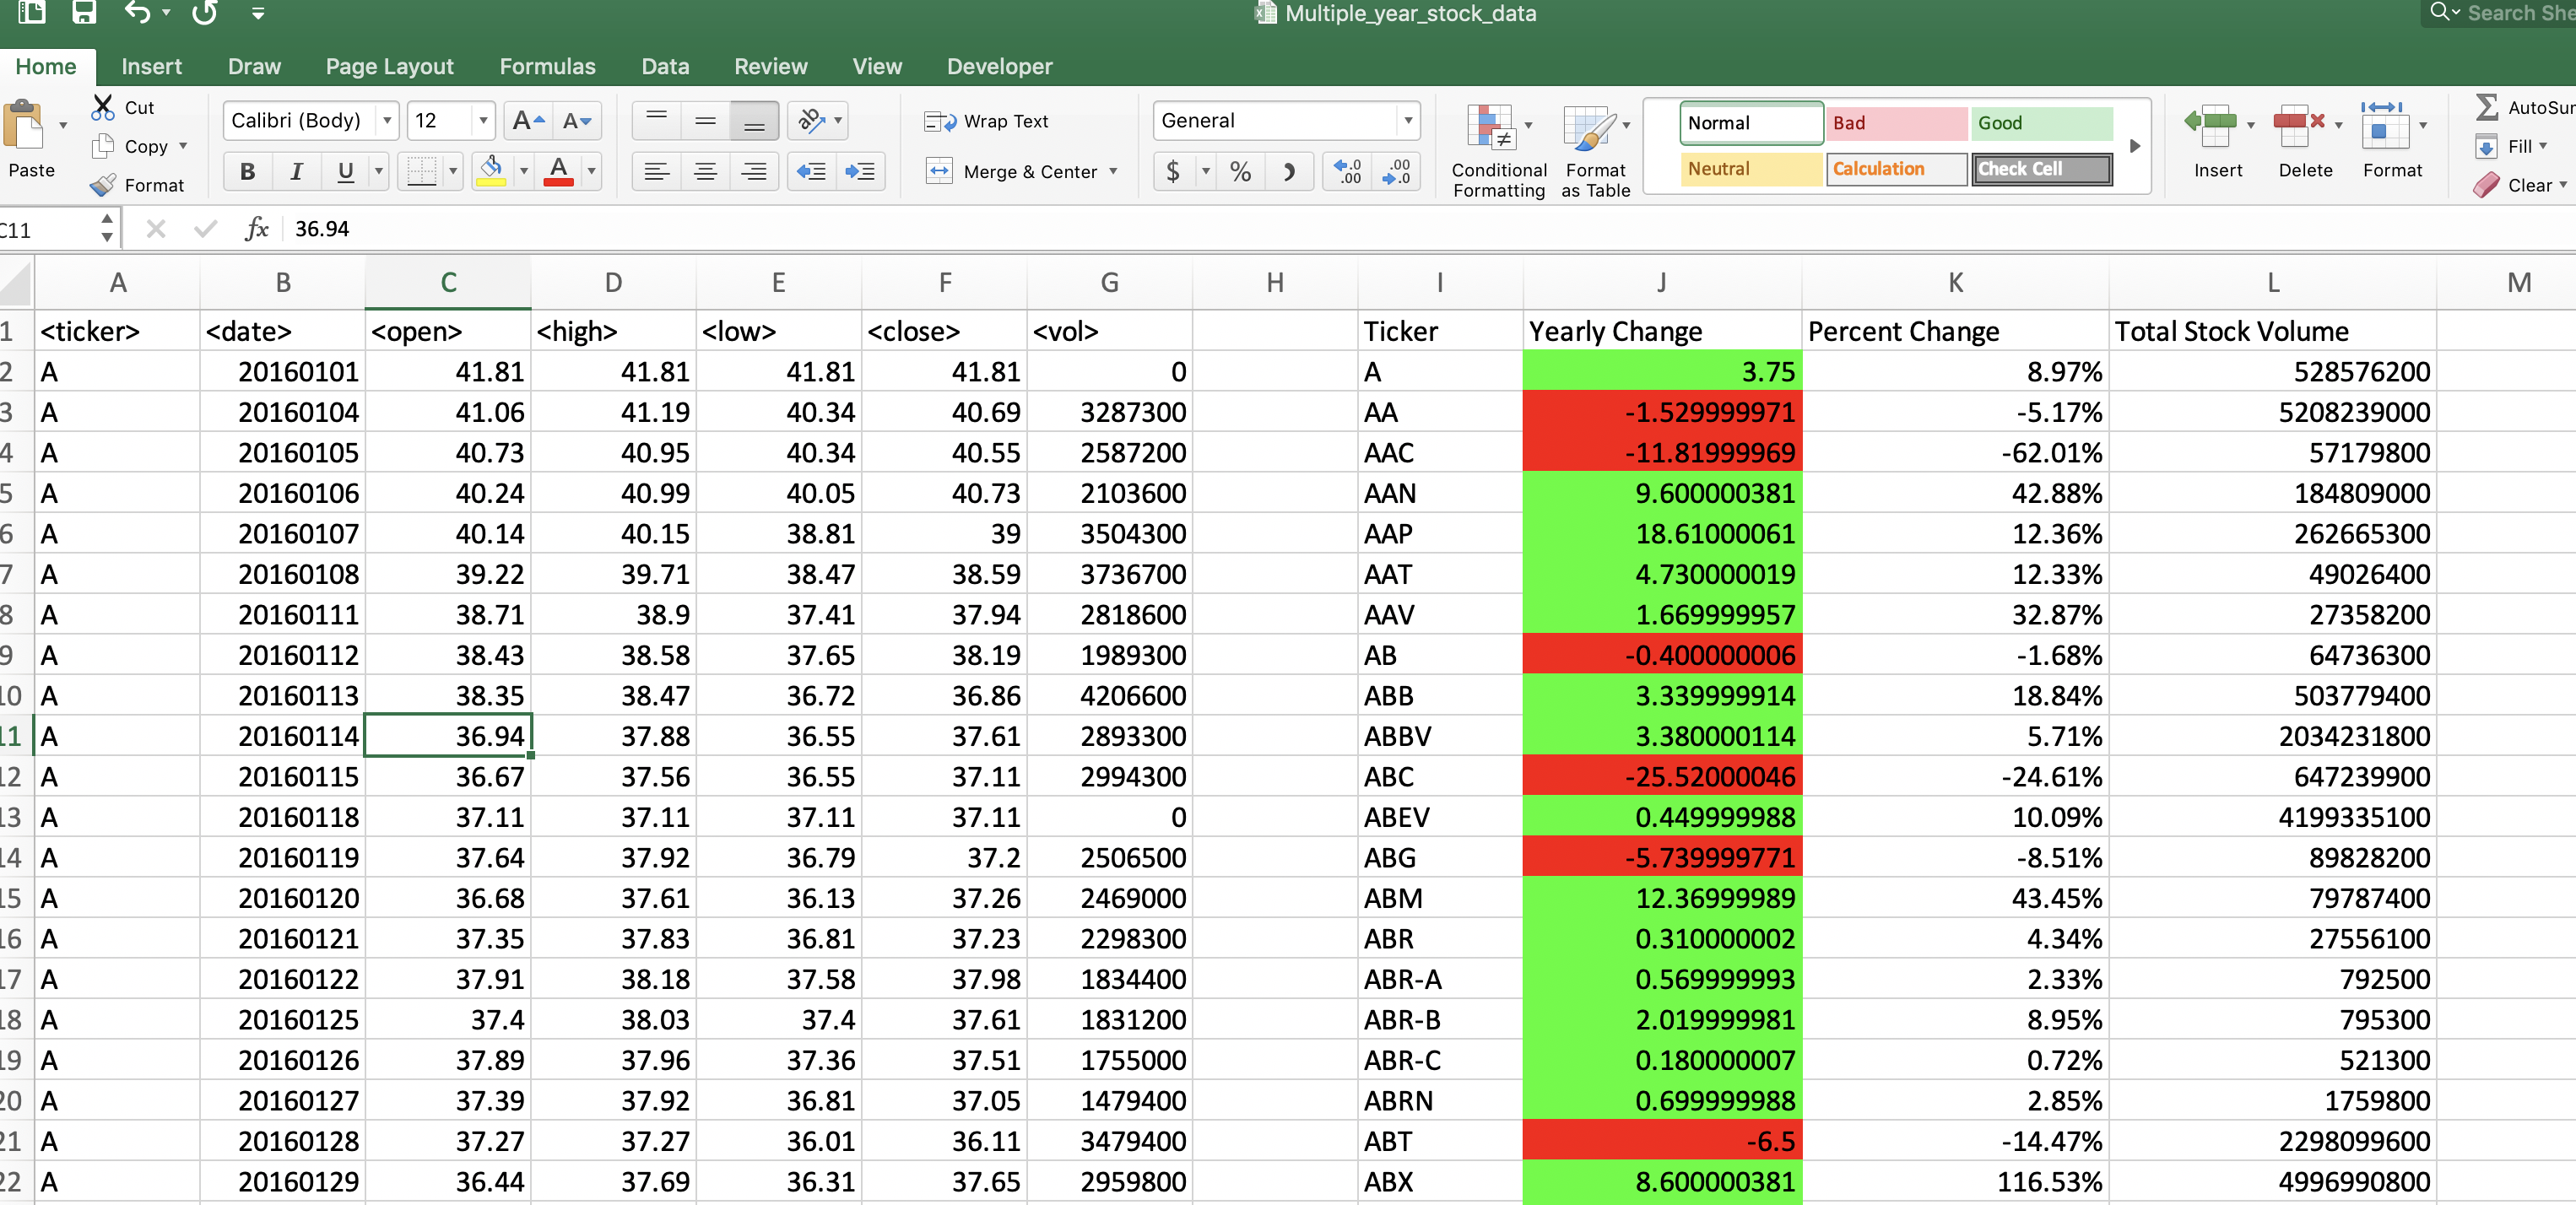 Multiple_year_stock_data
Search She
Home Insert Draw Page Layout Formulas Data Review View Developer
Paste Cut Copy Format
Calibri (Body) 12 A A
B I U A
ab Wrap Text
Merge & Center
General
$ % .0 .00 .00 .0
Conditional Formatting
Format as Table
Normal Bad Good
Neutral Calculation Check Cell
Insert Delete Format
AutoSum
Fill
Clear
C11 fx 36.94
A B C D E F G H I J K L M
1 <ticker> <date> <open> <high> <low> <close> <vol> Ticker Yearly Change Percent Change Total Stock Volume
2 A 20160101 41.81 41.81 41.81 41.81 0 A 3.75 8.97% 528576200
3 A 20160104 41.06 41.19 40.34 40.69 3287300 AA -1.529999971 -5.17% 5208239000
4 A 20160105 40.73 40.95 40.34 40.55 2587200 AAC -11.81999969 -62.01% 57179800
5 A 20160106 40.24 40.99 40.05 40.73 2103600 AAN 9.600000381 42.88% 184809000
6 A 20160107 40.14 40.15 38.81 39 3504300 AAP 18.61000061 12.36% 262665300
7 A 20160108 39.22 39.71 38.47 38.59 3736700 AAT 4.730000019 12.33% 49026400
8 A 20160111 38.71 38.9 37.41 37.94 2818600 AAV 1.669999957 32.87% 27358200
9 A 20160112 38.43 38.58 37.65 38.19 1989300 AB -0.400000006 -1.68% 64736300
10 A 20160113 38.35 38.47 36.72 36.86 4206600 ABB 3.339999914 18.84% 503779400
11 A 20160114 36.94 37.88 36.55 37.61 2893300 ABBV 3.380000114 5.71% 2034231800
12 A 20160115 36.67 37.56 36.55 37.11 2994300 ABC -25.52000046 -24.61% 647239900
13 A 20160118 37.11 37.11 37.11 37.11 0 ABEV 0.449999988 10.09% 4199335100
14 A 20160119 37.64 37.92 36.79 37.2 2506500 ABG -5.739999771 -8.51% 89828200
15 A 20160120 36.68 37.61 36.13 37.26 2469000 ABM 12.36999989 43.45% 79787400
16 A 20160121 37.35 37.83 36.81 37.23 2298300 ABR 0.310000002 4.34% 27556100
17 A 20160122 37.91 38.18 37.58 37.98 1834400 ABR-A 0.569999993 2.33% 792500
18 A 20160125 37.4 38.03 37.4 37.61 1831200 ABR-B 2.019999981 8.95% 795300
19 A 20160126 37.89 37.96 37.36 37.51 1755000 ABR-C 0.180000007 0.72% 521300
20 A 20160127 37.39 37.92 36.81 37.05 1479400 ABRN 0.699999988 2.85% 1759800
21 A 20160128 37.27 37.27 36.01 36.11 3479400 ABT -6.5 -14.47% 2298099600
22 A 20160129 36.44 37.69 36.31 37.65 2959800 ABX 8.600000381 116.53% 4996990800